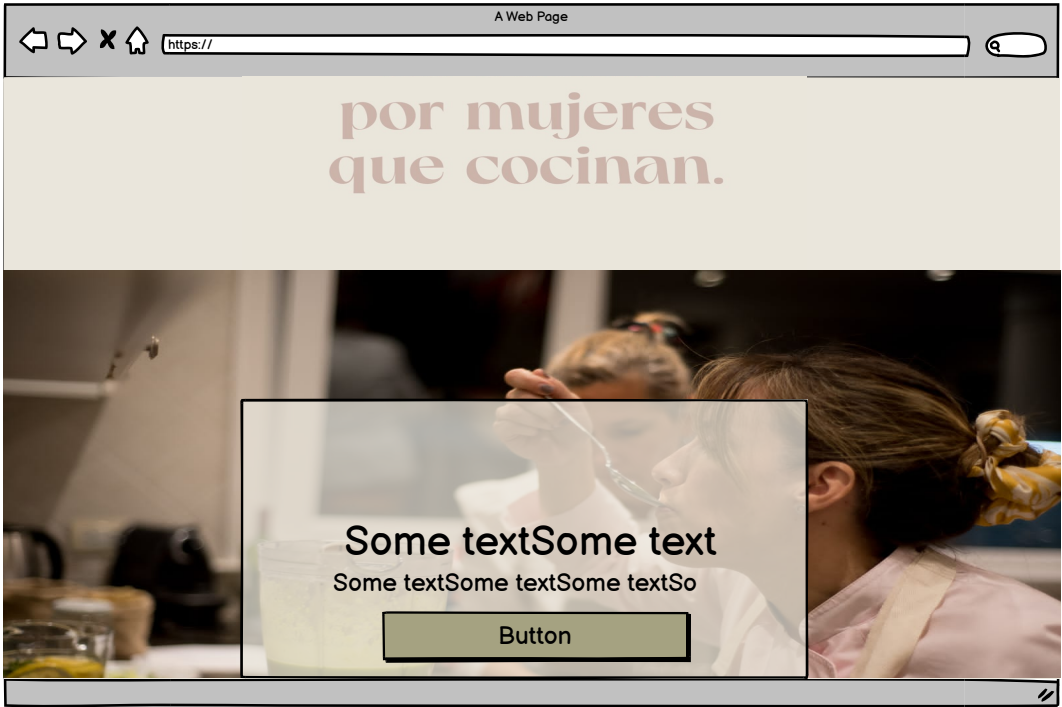 A Web Page
https://
por mujeres
que cocinan.
Some textSome text
Some textSome textSome textSo
Button